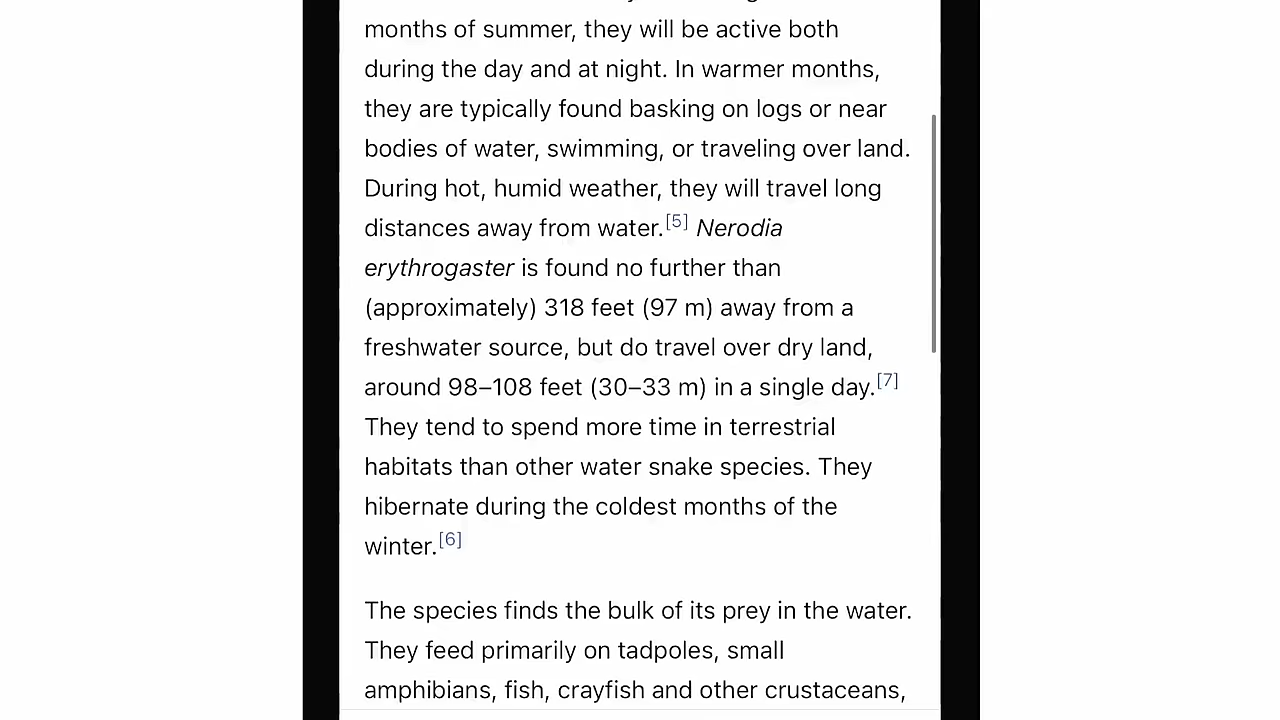 months of summer, they will be active both
during the day and at night. In warmer months,
they are typically found basking on logs or near
bodies of water, swimming, or traveling over land.
During hot, humid weather, they will travel long
distances away from water.[5] Nerodia
erythrogaster is found no further than
(approximately) 318 feet (97 m) away from a
freshwater source, but do travel over dry land,
around 98–108 feet (30–33 m) in a single day.[7]
They tend to spend more time in terrestrial
habitats than other water snake species. They
hibernate during the coldest months of the
winter.[6]
The species finds the bulk of its prey in the water.
They feed primarily on tadpoles, small
amphibians, fish, crayfish and other crustaceans,